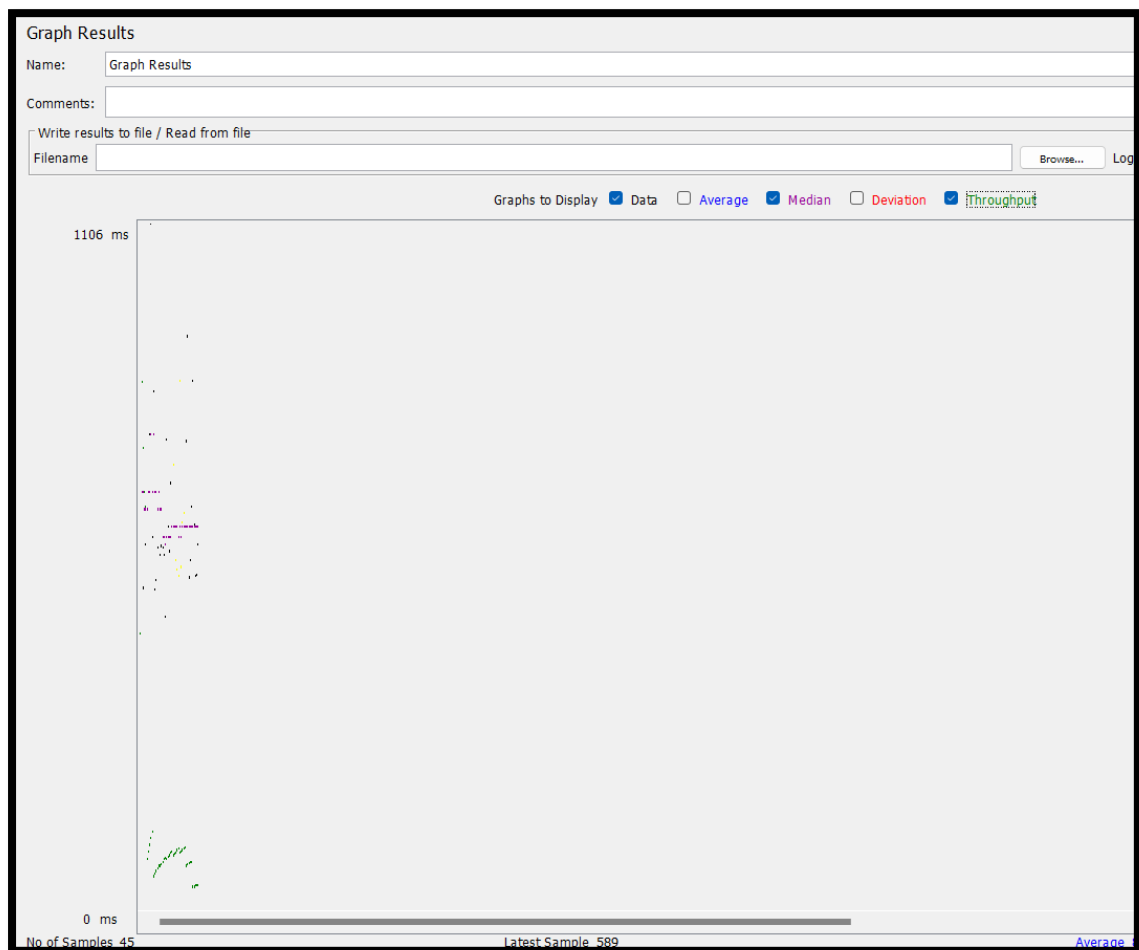 Graph Results
Name: Graph Results
Comments:
Write results to file / Read from file
Filename Browse... Log
Graphs to Display Data Average Median Deviation Throughput
1106 ms
0 ms
No of Samples 45 Latest Sample 589 Average